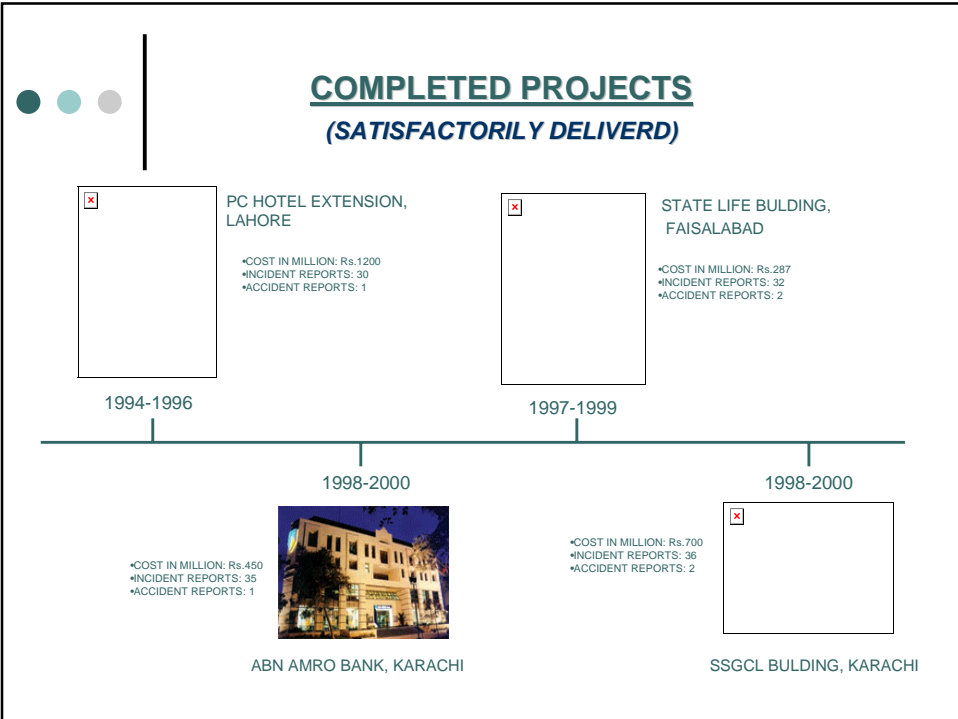 COMPLETED PROJECTS
(SATISFACTORILY DELIVERD)
PC HOTEL EXTENSION,
LAHORE
•COST IN MILLION: Rs.1200
•INCIDENT REPORTS: 30
•ACCIDENT REPORTS: 1
STATE LIFE BULDING,
FAISALABAD
•COST IN MILLION: Rs.287
•INCIDENT REPORTS: 32
•ACCIDENT REPORTS: 2
1994-1996
1997-1999
1998-2000
1998-2000
•COST IN MILLION: Rs.450
•INCIDENT REPORTS: 35
•ACCIDENT REPORTS: 1
•COST IN MILLION: Rs.700
•INCIDENT REPORTS: 36
•ACCIDENT REPORTS: 2
ABN AMRO BANK, KARACHI
SSGCL BULDING, KARACHI